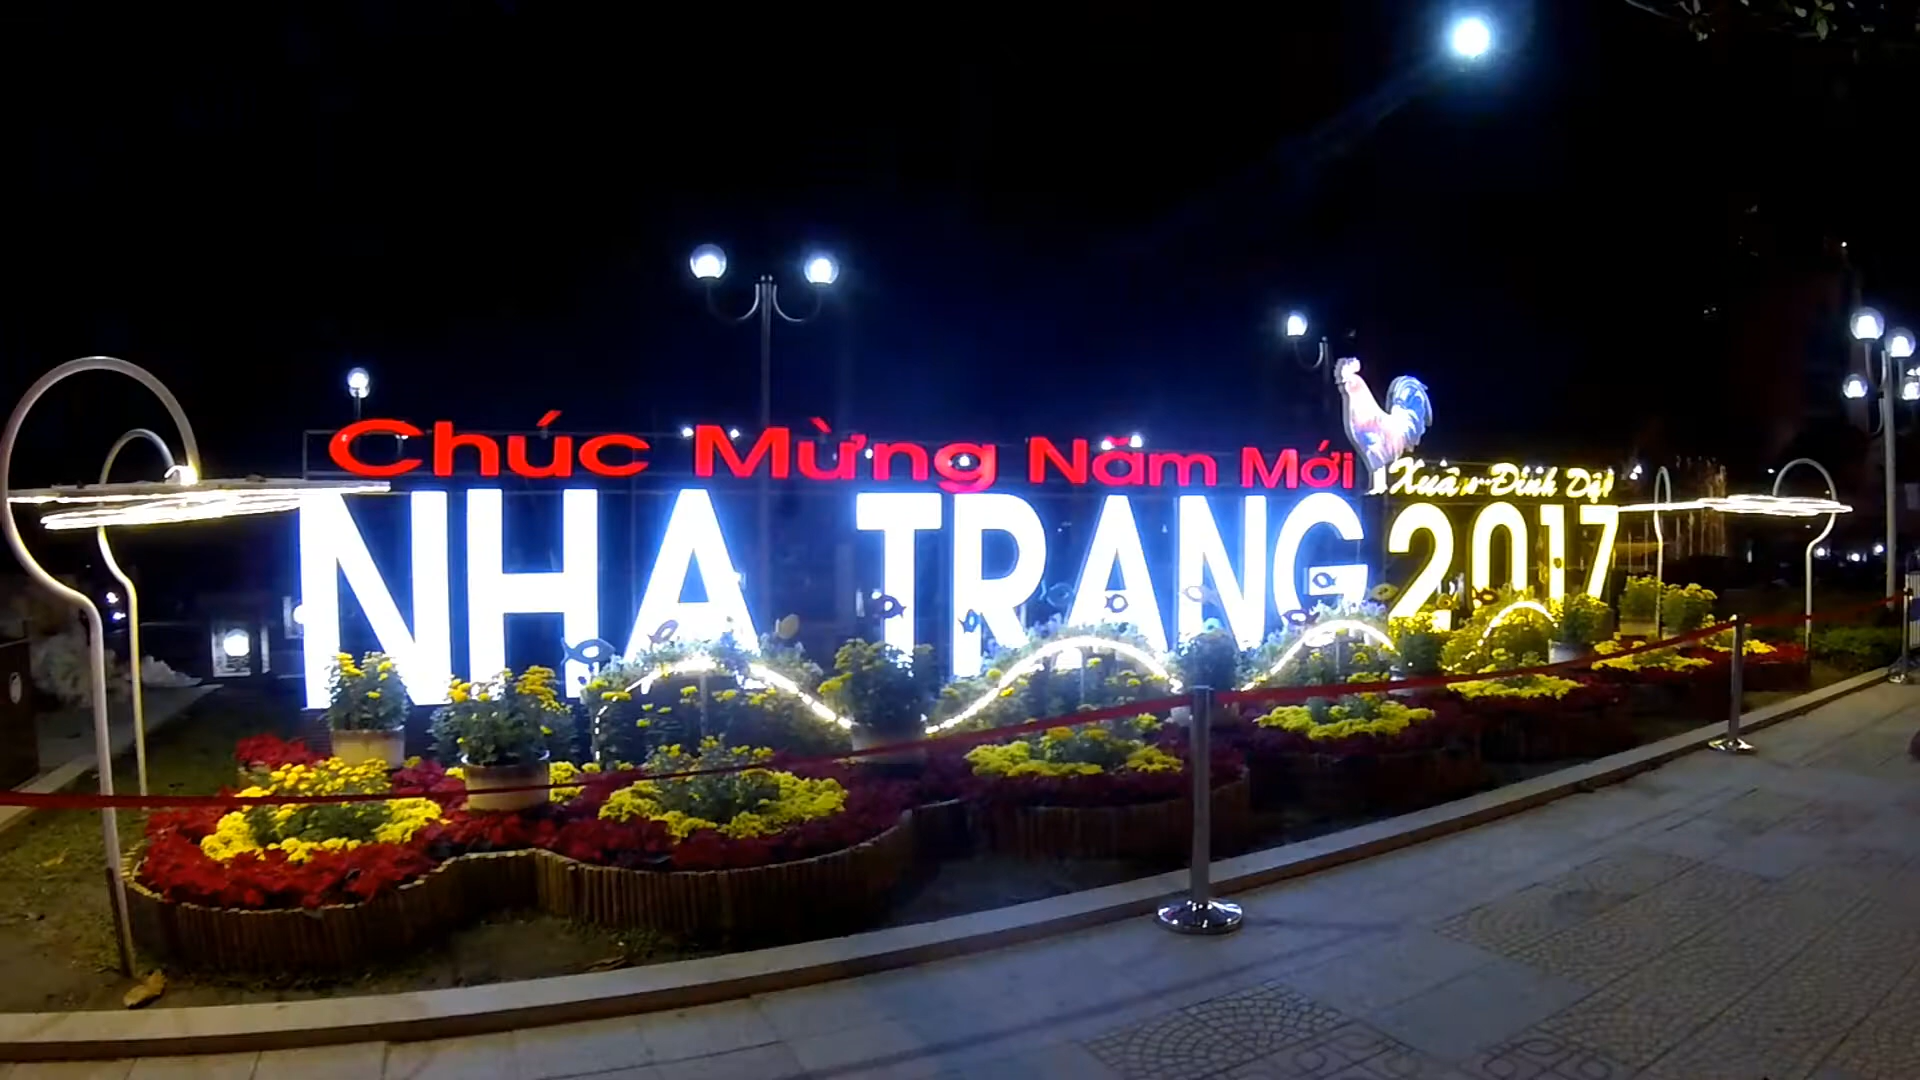 Chúc Mừng Năm Mới
Xuân Đinh Dậu
NHA TRANG 2017